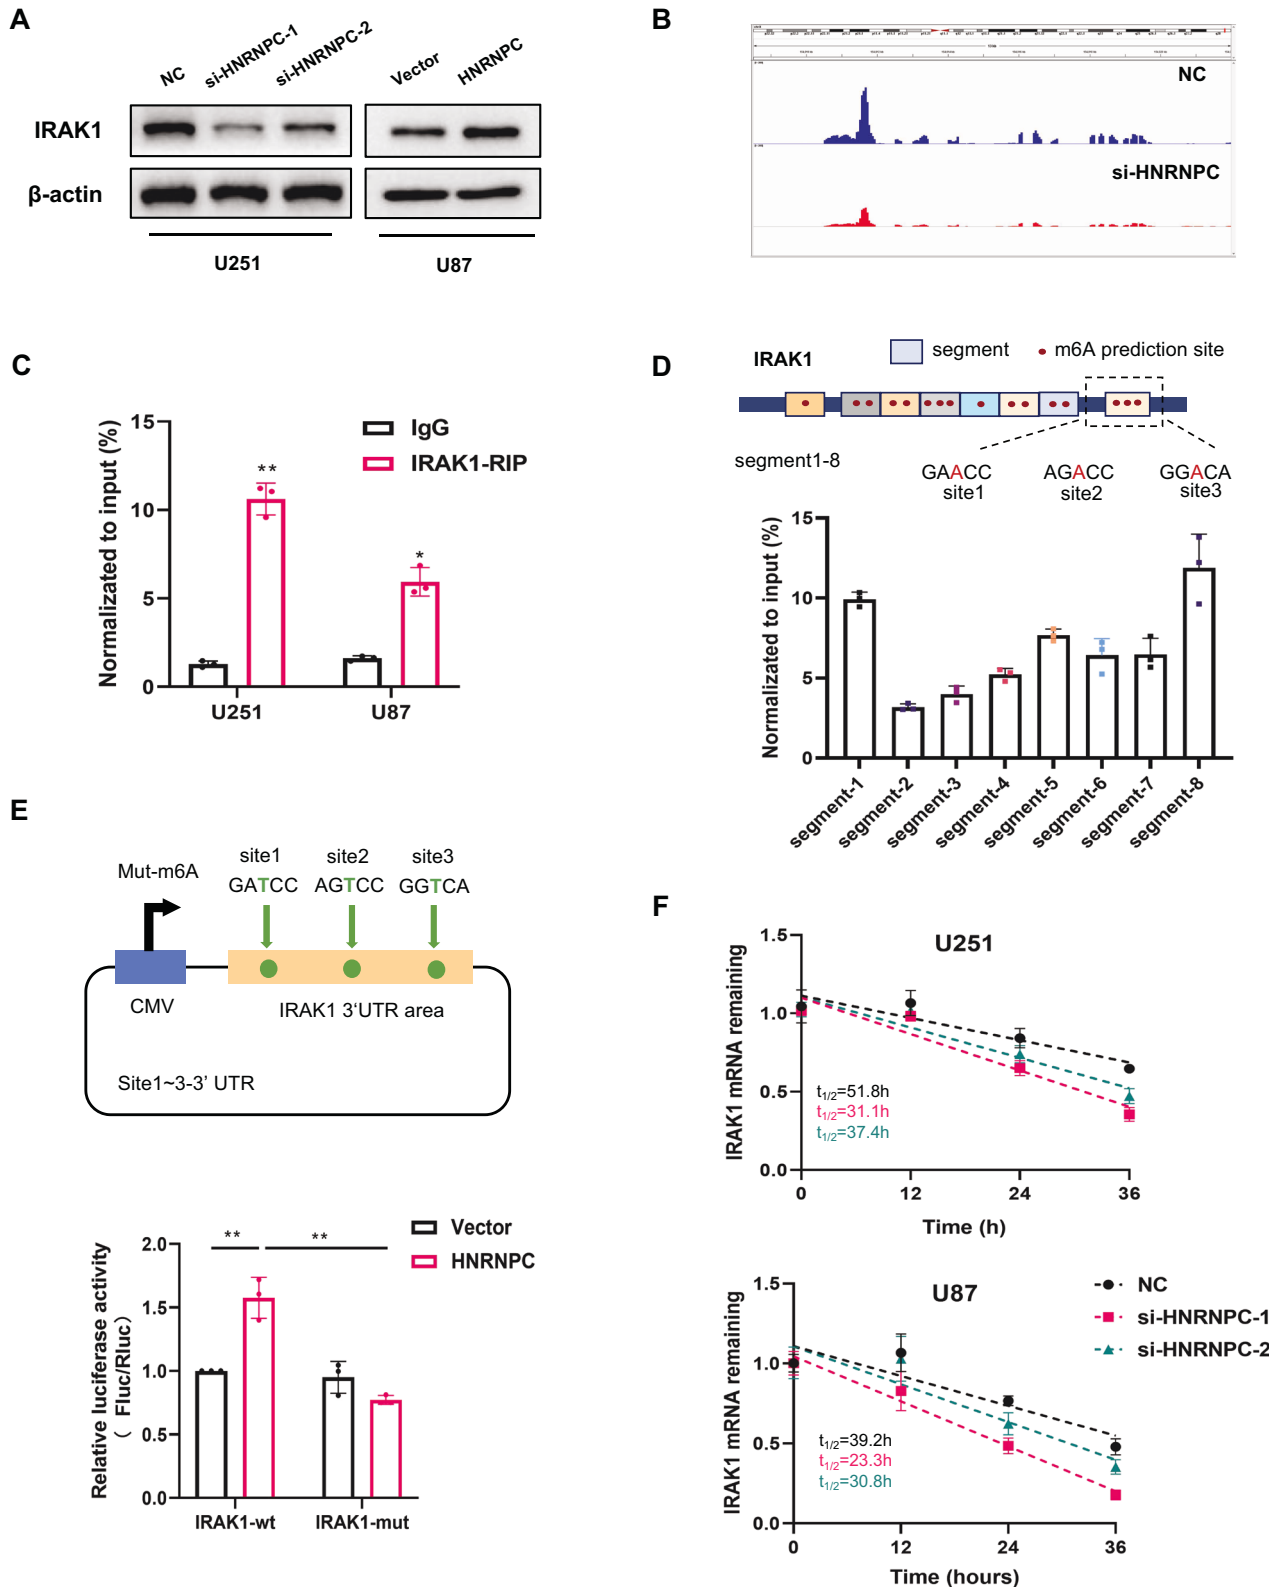 A
NC
si-HNRNPC-1
si-HNRNPC-2
Vector
HNRNPC
IRAK1
β-actin
U251
U87
B
NC
si-HNRNPC
C
IgG
IRAK1-RIP
Normalizated to input (%)
15
10
5
0
**
*
U251
U87
D
IRAK1
segment
m6A prediction site
segment1-8
GAACC
site1
AGACC
site2
GGACA
site3
Normalizated to input (%)
15
10
5
0
segment-1
segment-2
segment-3
segment-4
segment-5
segment-6
segment-7
segment-8
E
Mut-m6A
site1
GATCC
site2
AGTCC
site3
GGTCA
CMV
IRAK1 3‘UTR area
Site1~3-3’ UTR
Vector
HNRNPC
Relative luciferase activity
( Fluc/Rluc)
2.0
1.5
1.0
0.5
0.0
**
**
IRAK1-wt
IRAK1-mut
F
U251
IRAK1 mRNA remaining
1.5
1.0
0.5
0.0
t1/2=51.8h
t1/2=31.1h
t1/2=37.4h
0
12
24
36
Time (h)
U87
IRAK1 mRNA remaining
1.5
1.0
0.5
0.0
t1/2=39.2h
t1/2=23.3h
t1/2=30.8h
0
12
24
36
Time (hours)
NC
si-HNRNPC-1
si-HNRNPC-2